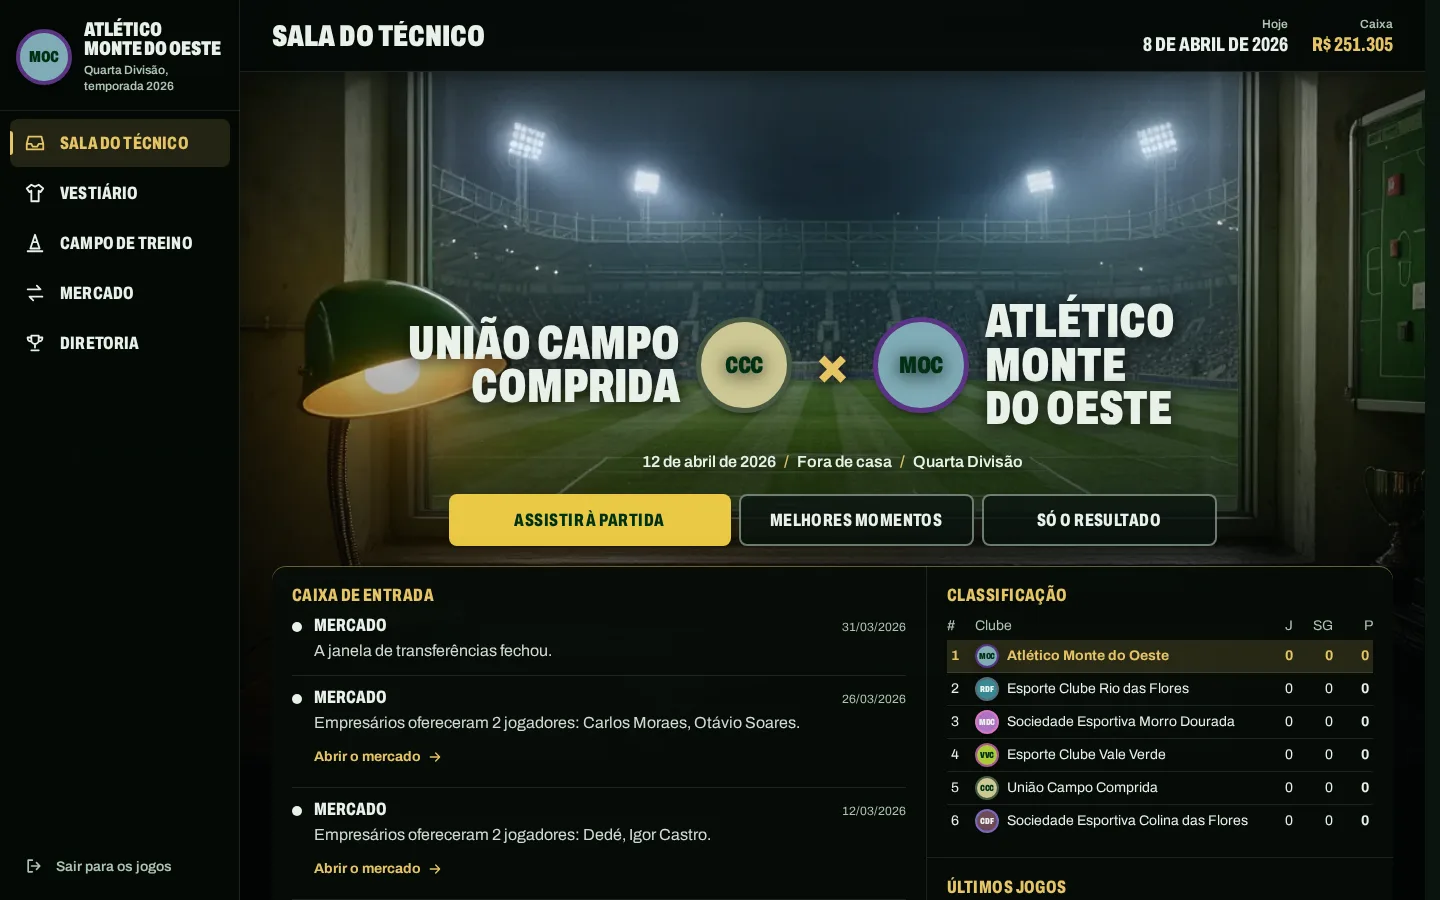 MOC
ATLÉTICO
MONTE DO OESTE
Quarta Divisão,
temporada 2026
SALA DO TÉCNICO
VESTIÁRIO
CAMPO DE TREINO
MERCADO
DIRETORIA
Sair para os jogos
SALA DO TÉCNICO
Hoje
8 DE ABRIL DE 2026
Caixa
R$ 251.305
UNIÃO CAMPO
COMPRIDA
CCC
×
MOC
ATLÉTICO
MONTE
DO OESTE
12 de abril de 2026 / Fora de casa / Quarta Divisão
ASSISTIR À PARTIDA
MELHORES MOMENTOS
SÓ O RESULTADO
CAIXA DE ENTRADA
MERCADO 31/03/2026
A janela de transferências fechou.
MERCADO 26/03/2026
Empresários ofereceram 2 jogadores: Carlos Moraes, Otávio Soares.
Abrir o mercado →
MERCADO 12/03/2026
Empresários ofereceram 2 jogadores: Dedé, Igor Castro.
Abrir o mercado →
CLASSIFICAÇÃO
# Clube J SG P
1 MOC Atlético Monte do Oeste 0 0 0
2 RDF Esporte Clube Rio das Flores 0 0 0
3 MDC Sociedade Esportiva Morro Dourada 0 0 0
4 VVC Esporte Clube Vale Verde 0 0 0
5 CCC União Campo Comprida 0 0 0
6 CDF Sociedade Esportiva Colina das Flores 0 0 0
ÚLTIMOS JOGOS